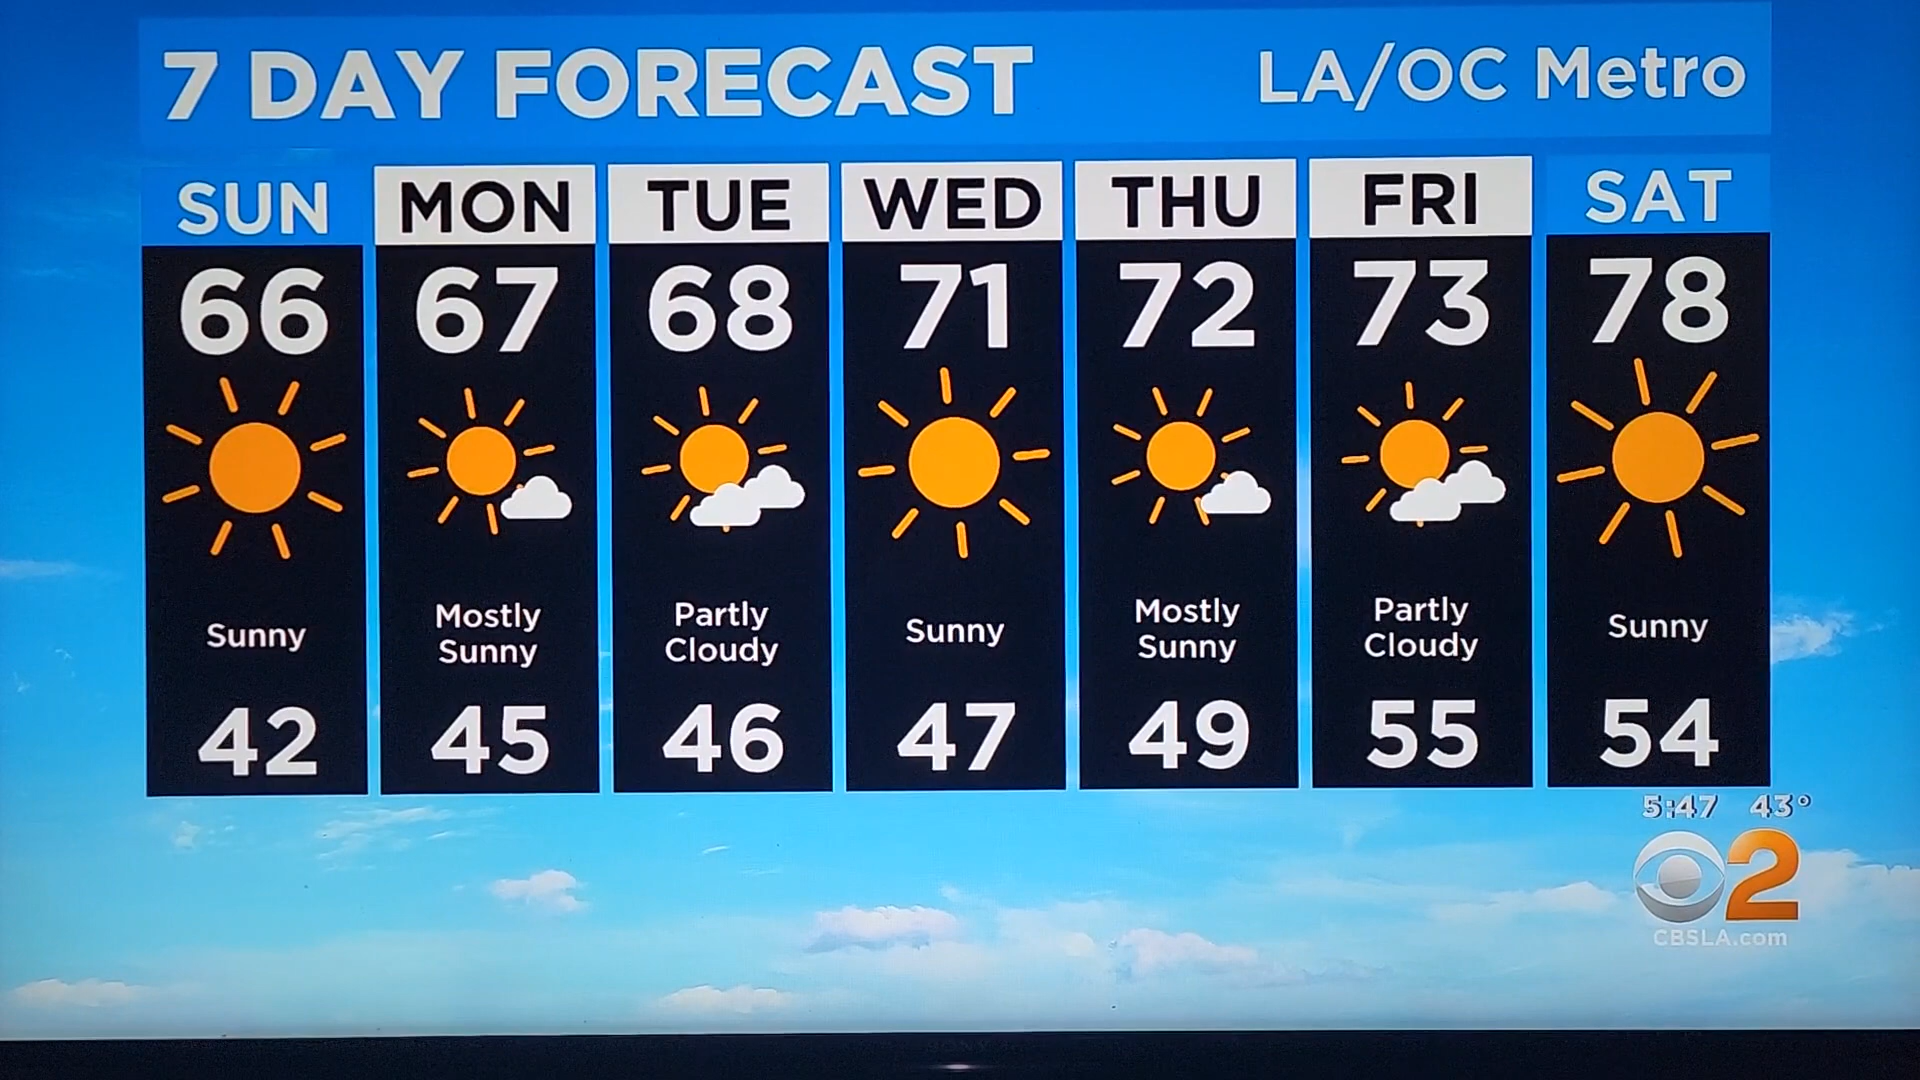 7 DAY FORECAST
LA/OC Metro
SUN MON TUE WED THU FRI SAT
66 67 68 71 72 73 78
Sunny
Mostly
Sunny
Partly
Cloudy
Sunny
Mostly
Sunny
Partly
Cloudy
Sunny
42 45 46 47 49 55 54
5:47 43°
2
CBSLA.com